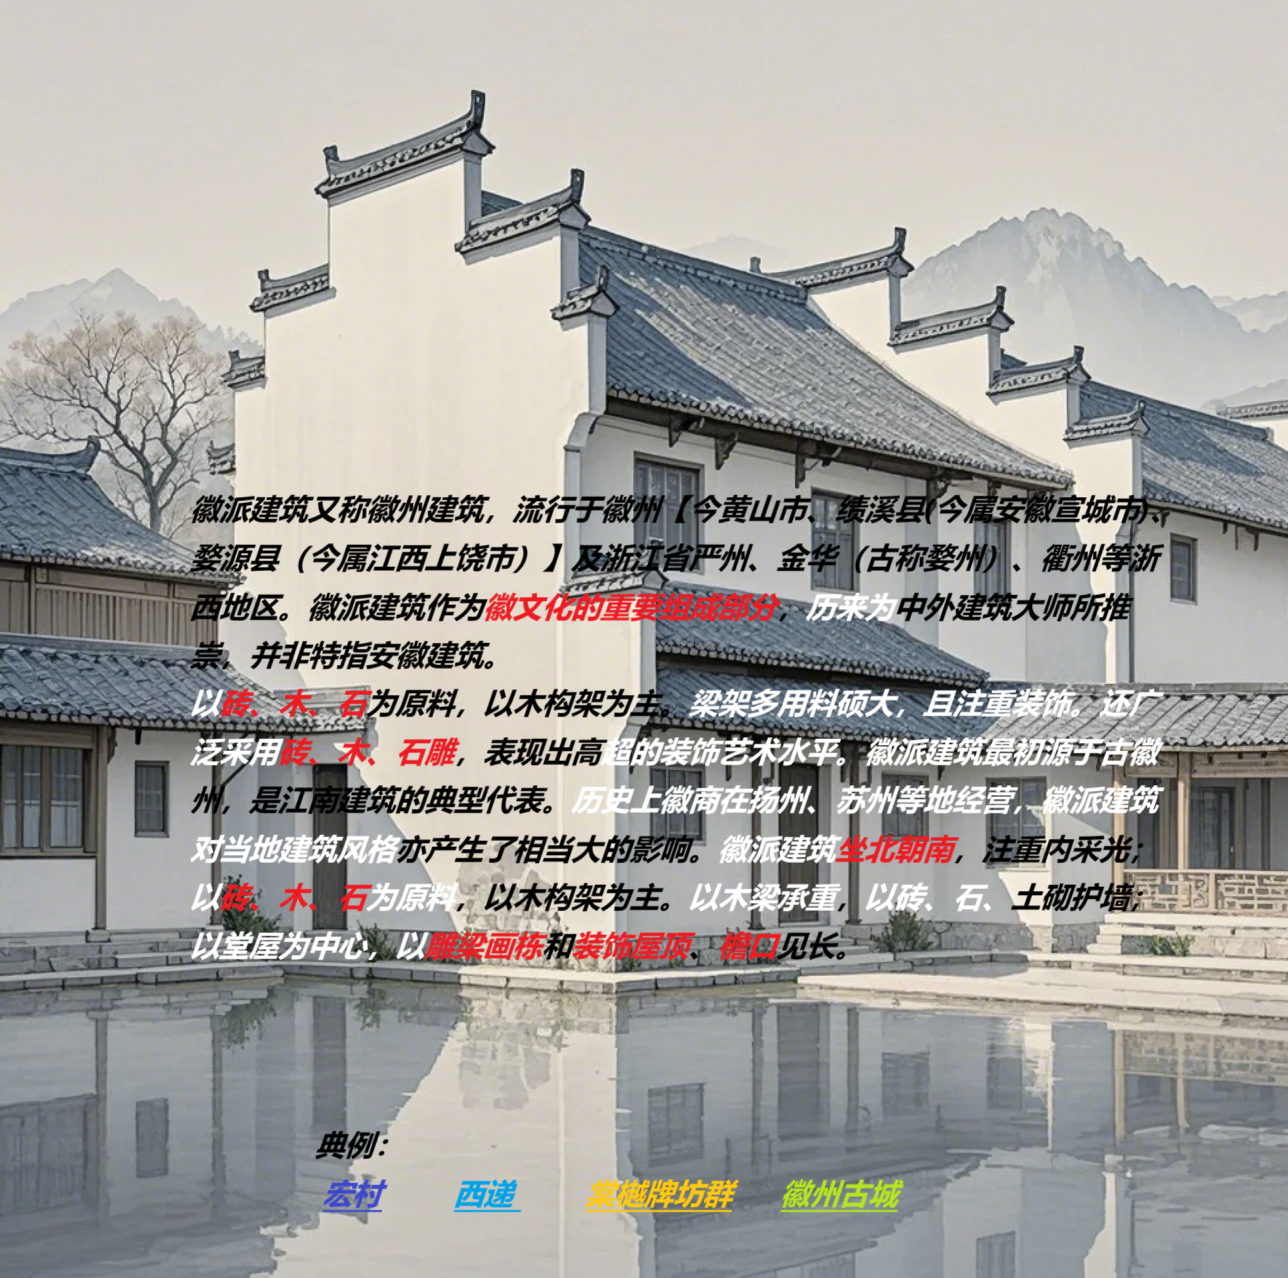 徽派建筑又称徽州建筑，流行于徽州【今黄山市、绩溪县(今属安徽宣城市)、
婺源县（今属江西上饶市）】及浙江省严州、金华（古称婺州）、衢州等浙
西地区。徽派建筑作为徽文化的重要组成部分，历来为中外建筑大师所推
崇，并非特指安徽建筑。
以砖、木、石为原料，以木构架为主。梁架多用料硕大，且注重装饰。还广
泛采用砖、木、石雕，表现出高超的装饰艺术水平。徽派建筑最初源于古徽
州，是江南建筑的典型代表。历史上徽商在扬州、苏州等地经营，徽派建筑
对当地建筑风格亦产生了相当大的影响。徽派建筑坐北朝南，注重内采光；
以砖、木、石为原料，以木构架为主。以木梁承重，以砖、石、土砌护墙；
以堂屋为中心，以雕梁画栋和装饰屋顶、檐口见长。
典例：
宏村 西递 棠樾牌坊群 徽州古城